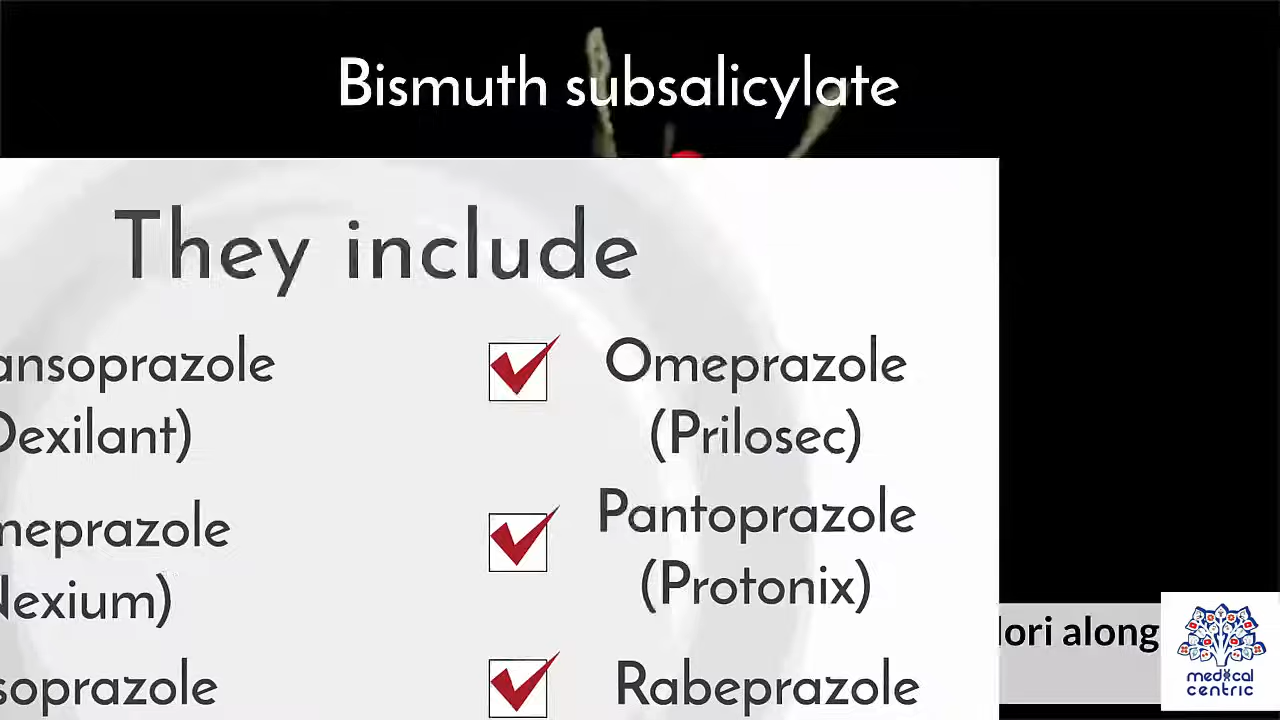 Bismuth subsalicylate
They include
ansoprazole
Omeprazole
Dexilant)
(Prilosec)
meprazole
Pantoprazole
Nexium)
(Protonix)
soprazole
Rabeprazole
lori along
medical
centric